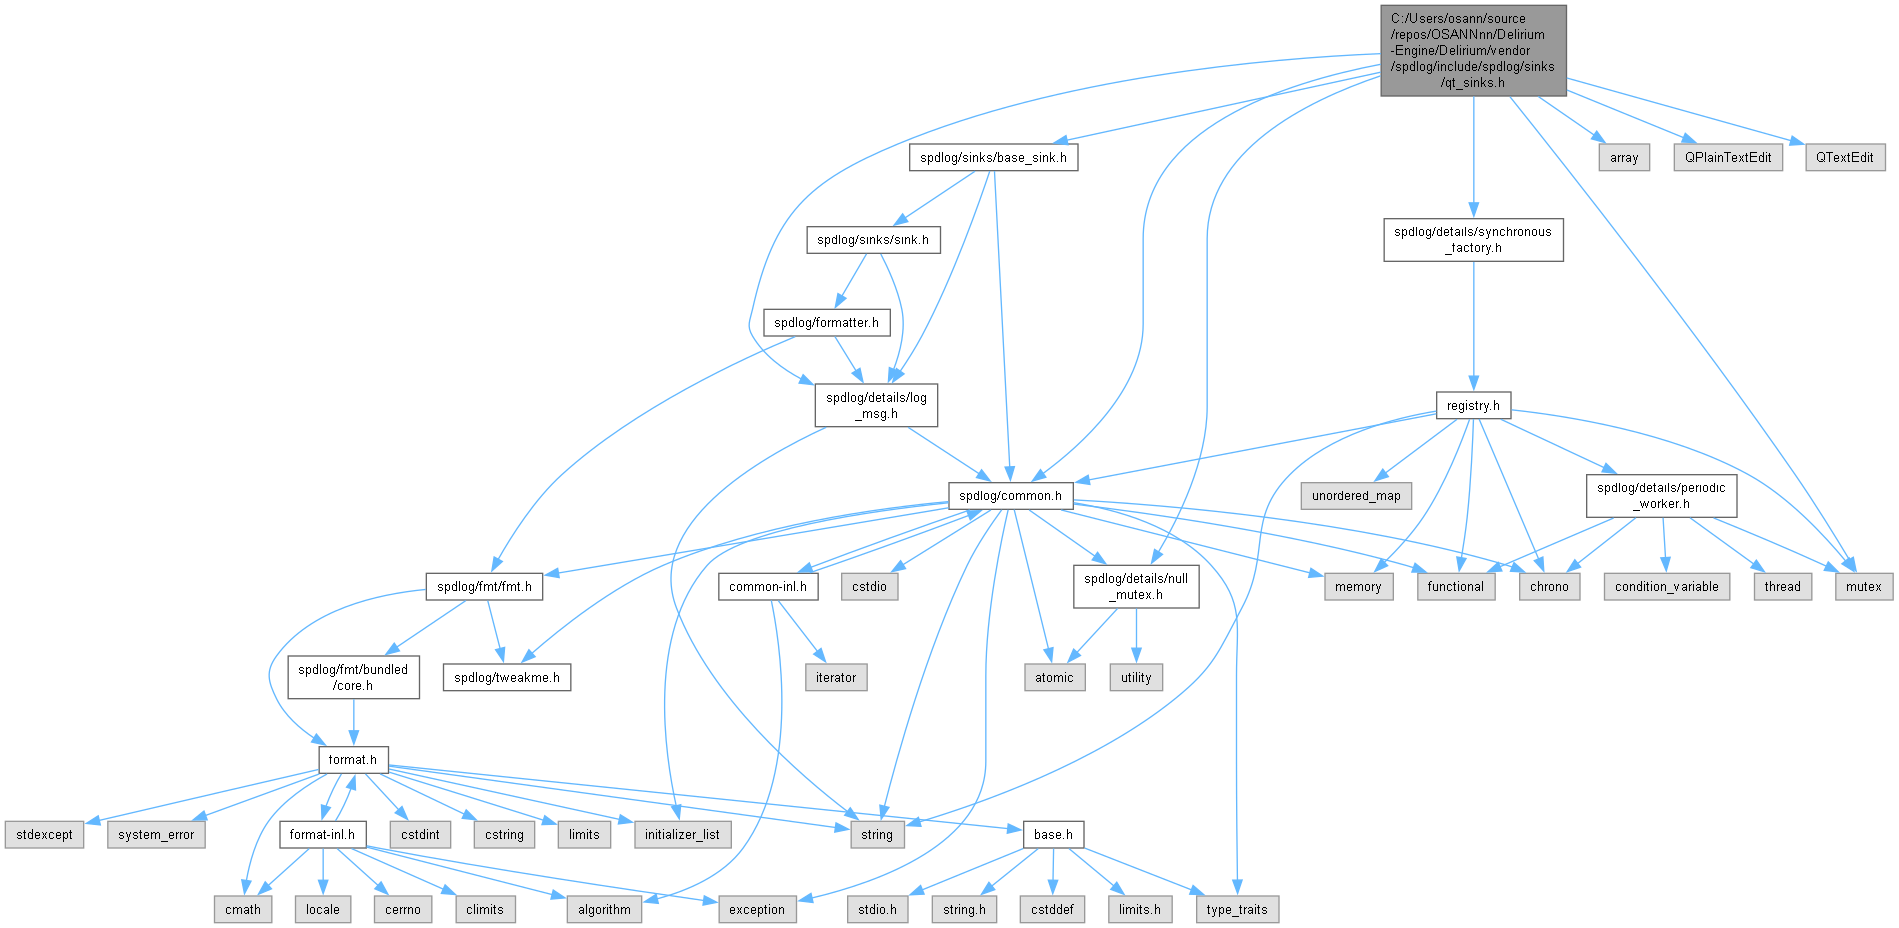 C:/Users/osann/source
/repos/OSANNnn/Delirium
-Engine/Delirium/vendor
/spdlog/include/spdlog/sinks
/qt_sinks.h
spdlog/sinks/base_sink.h
array
QPlainTextEdit
QTextEdit
spdlog/sinks/sink.h
spdlog/details/synchronous
_factory.h
spdlog/formatter.h
spdlog/details/log
_msg.h
registry.h
spdlog/common.h
unordered_map
spdlog/details/periodic
_worker.h
spdlog/fmt/fmt.h
common-inl.h
cstdio
spdlog/details/null
_mutex.h
memory
functional
chrono
condition_variable
thread
mutex
spdlog/fmt/bundled
/core.h
spdlog/tweakme.h
iterator
atomic
utility
format.h
stdexcept
system_error
format-inl.h
cstdint
cstring
limits
initializer_list
string
base.h
cmath
locale
cerrno
climits
algorithm
exception
stdio.h
string.h
cstddef
limits.h
type_traits